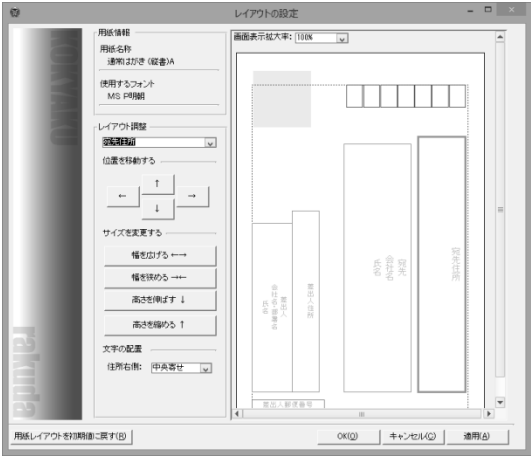 レイアウトの設定
KOKYAKU
rakuda
用紙情報
用紙名称
通常はがき (縦書)A
使用するフォント
MS P明朝
レイアウト調整
宛先住所
位置を移動する
←
↑
↓
→
サイズを変更する
幅を広げる ←→
幅を狭める →←
高さを伸ばす ↓
高さを縮める ↑
文字の配置
住所右側: 中央寄せ
画面表示拡大率: 100%
宛先住所
宛先
会社名
氏名
差出人住所
差出人
会社名・部署名
氏名
差出人郵便番号
用紙レイアウトを初期値に戻す(R)
OK(O)
キャンセル(C)
適用(A)